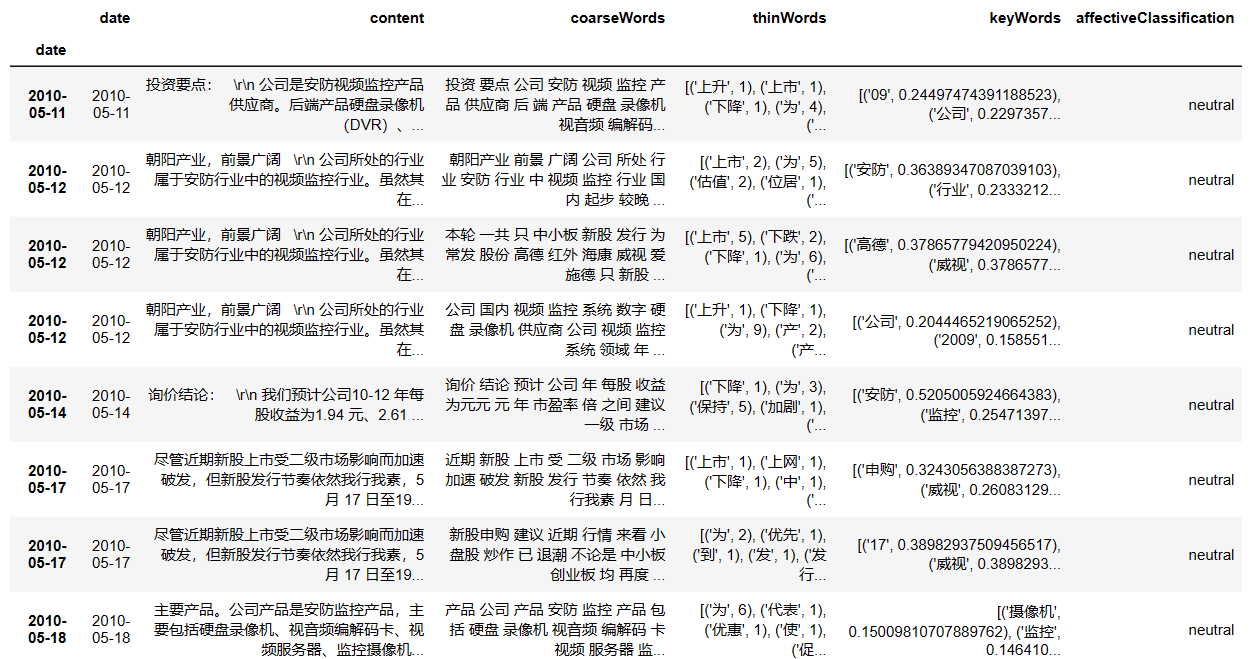 date content coarseWords thinWords keyWords affectiveClassification
date
2010-05-11 2010-05-11 投资要点： \r\n 公司是安防视频监控产品供应商。后端产品硬盘录像机（DVR）、... 投资 要点 公司 安防 视频 监控 产品 供应商 后 端 产品 硬盘 录像机 视音频 编解码... [('上升', 1), ('上市', 1), ('下降', 1), ('为', 4), ('... [('09', 0.24497474391188523), ('公司', 0.2297357... neutral
2010-05-12 2010-05-12 朝阳产业，前景广阔 \r\n 公司所处的行业属于安防行业中的视频监控行业。虽然其在... 朝阳产业 前景 广阔 公司 所处 行业 安防 行业 中 视频 监控 行业 国内 起步 较晚 ... [('上市', 2), ('为', 5), ('估值', 2), ('位居', 1), ('... [('安防', 0.36389347087039103), ('行业', 0.2333212... neutral
2010-05-12 2010-05-12 朝阳产业，前景广阔 \r\n 公司所处的行业属于安防行业中的视频监控行业。虽然其在... 本轮 一共 只 中小板 新股 发行 为 常发 股份 高德 红外 海康 威视 爱施德 只 新股 ... [('上市', 5), ('下跌', 2), ('下降', 1), ('为', 6), ('... [('高德', 0.37865779420950224), ('威视', 0.3786577... neutral
2010-05-12 2010-05-12 朝阳产业，前景广阔 \r\n 公司所处的行业属于安防行业中的视频监控行业。虽然其在... 公司 国内 视频 监控 系统 数字 硬盘 录像机 供应商 公司 视频 监控 系统 领域 年 ... [('上升', 1), ('下降', 1), ('为', 9), ('产', 2), ('产... [('公司', 0.2044465219065252), ('2009', 0.158551... neutral
2010-05-14 2010-05-14 询价结论： \r\n 我们预计公司10-12 年每股收益为1.94 元、2.61 ... 询价 结论 预计 公司 年 每股 收益 为元元 元 年 市盈率 倍 之间 建议 一级 市场 ... [('下降', 1), ('为', 3), ('保持', 5), ('加剧', 1), ('... [('安防', 0.5205005924664383), ('监控', 0.25471397... neutral
2010-05-17 2010-05-17 尽管近期新股上市受二级市场影响而加速破发，但新股发行节奏依然我行我素，5 月 17 日至19... 近期 新股 上市 受 二级 市场 影响 加速 破发 新股 发行 节奏 依然 我行我素 月 日... [('上市', 1), ('上网', 1), ('下降', 1), ('中', 1), ('... [('申购', 0.3243056388387273), ('威视', 0.26083129... neutral
2010-05-17 2010-05-17 尽管近期新股上市受二级市场影响而加速破发，但新股发行节奏依然我行我素，5 月 17 日至19... 新股申购 建议 近期 行情 来看 小盘股 炒作 已 退潮 不论是 中小板 创业板 均 再度 ... [('为', 2), ('优先', 1), ('到', 1), ('发', 1), ('发行... [('17', 0.38982937509456517), ('威视', 0.3898293... neutral
2010-05-18 2010-05-18 主要产品。公司产品是安防监控产品，主要包括硬盘录像机、视音频编解码卡、视频服务器、监控摄像机... 产品 公司 产品 安防 监控 产品 包括 硬盘 录像机 视音频 编解码 卡 视频 服务器 监... [('为', 6), ('代表', 1), ('优惠', 1), ('使', 1), ('促... [('摄像机', 0.15009810707889762), ('监控', 0.146410... neutral